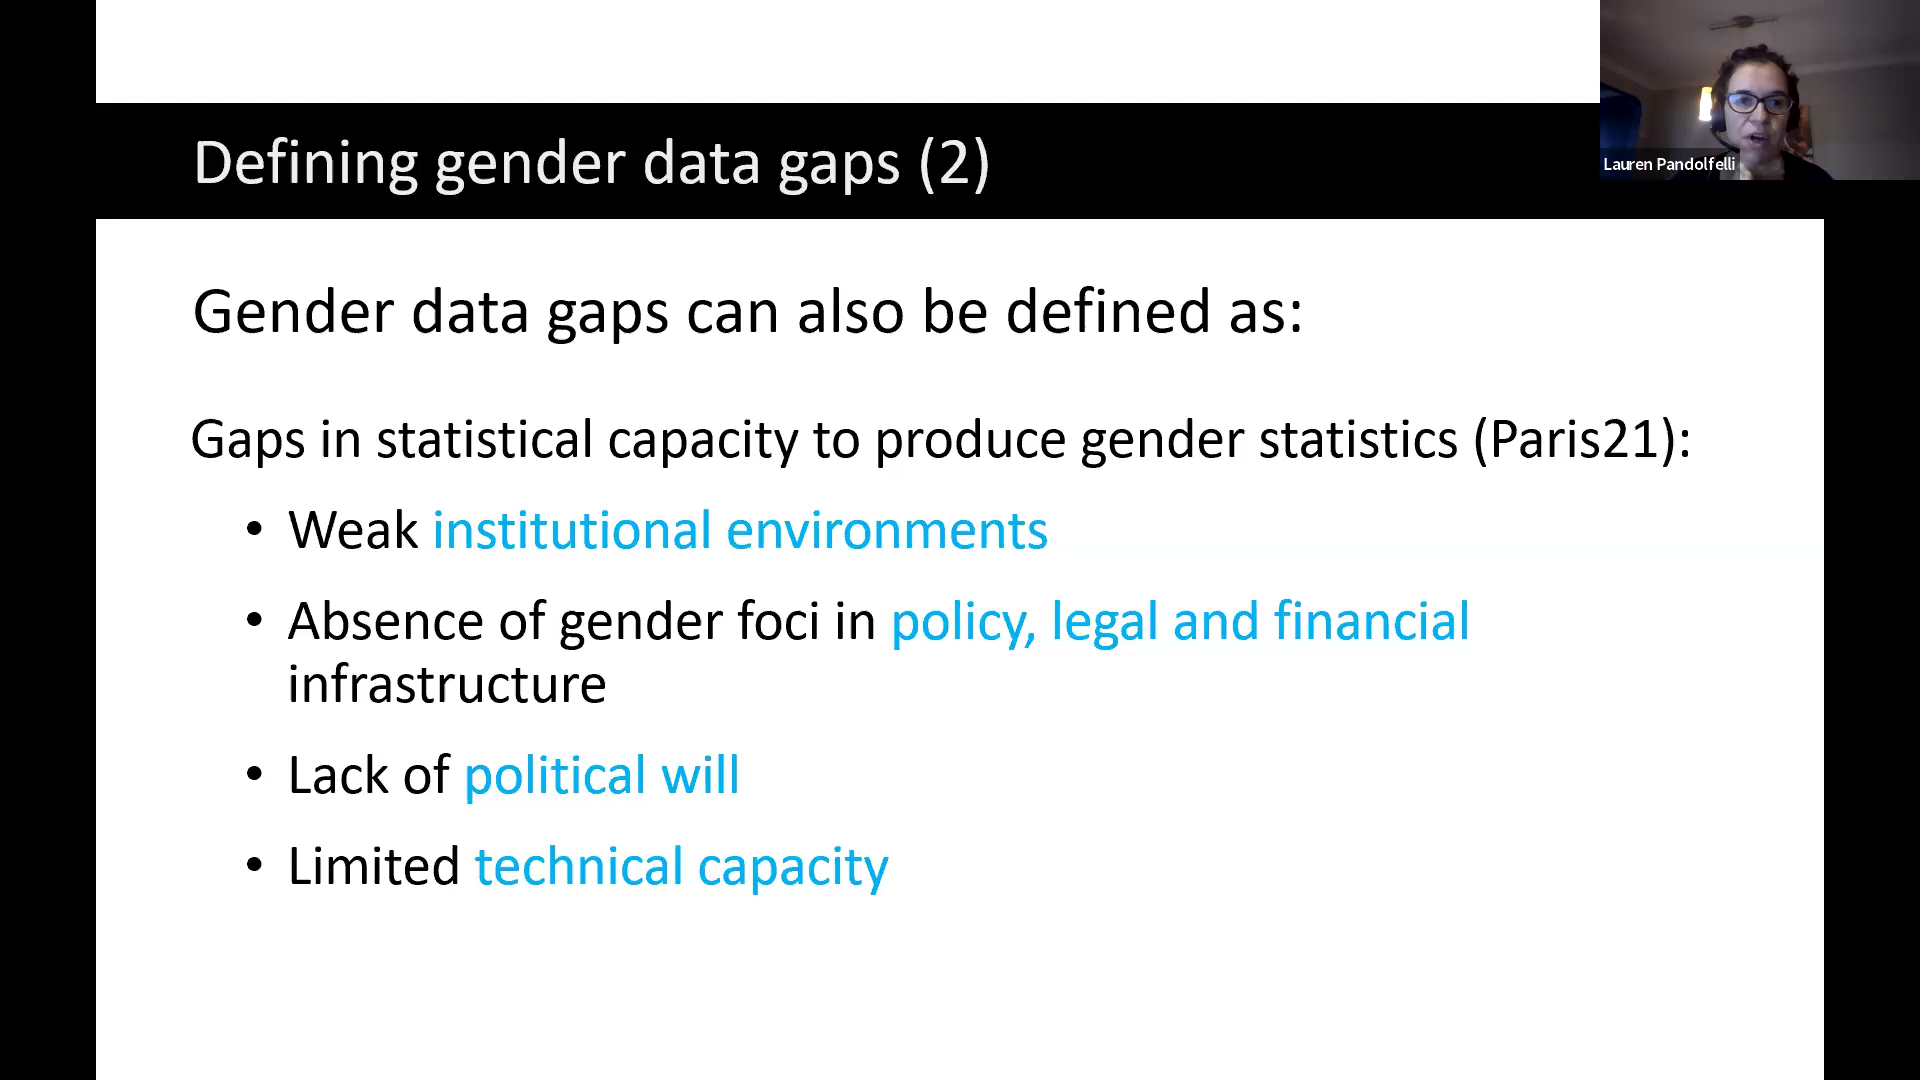 Lauren Pandolfelli
Defining gender data gaps (2)
Gender data gaps can also be defined as:
Gaps in statistical capacity to produce gender statistics (Paris21):
• Weak institutional environments
• Absence of gender foci in policy, legal and financial
infrastructure
• Lack of political will
• Limited technical capacity